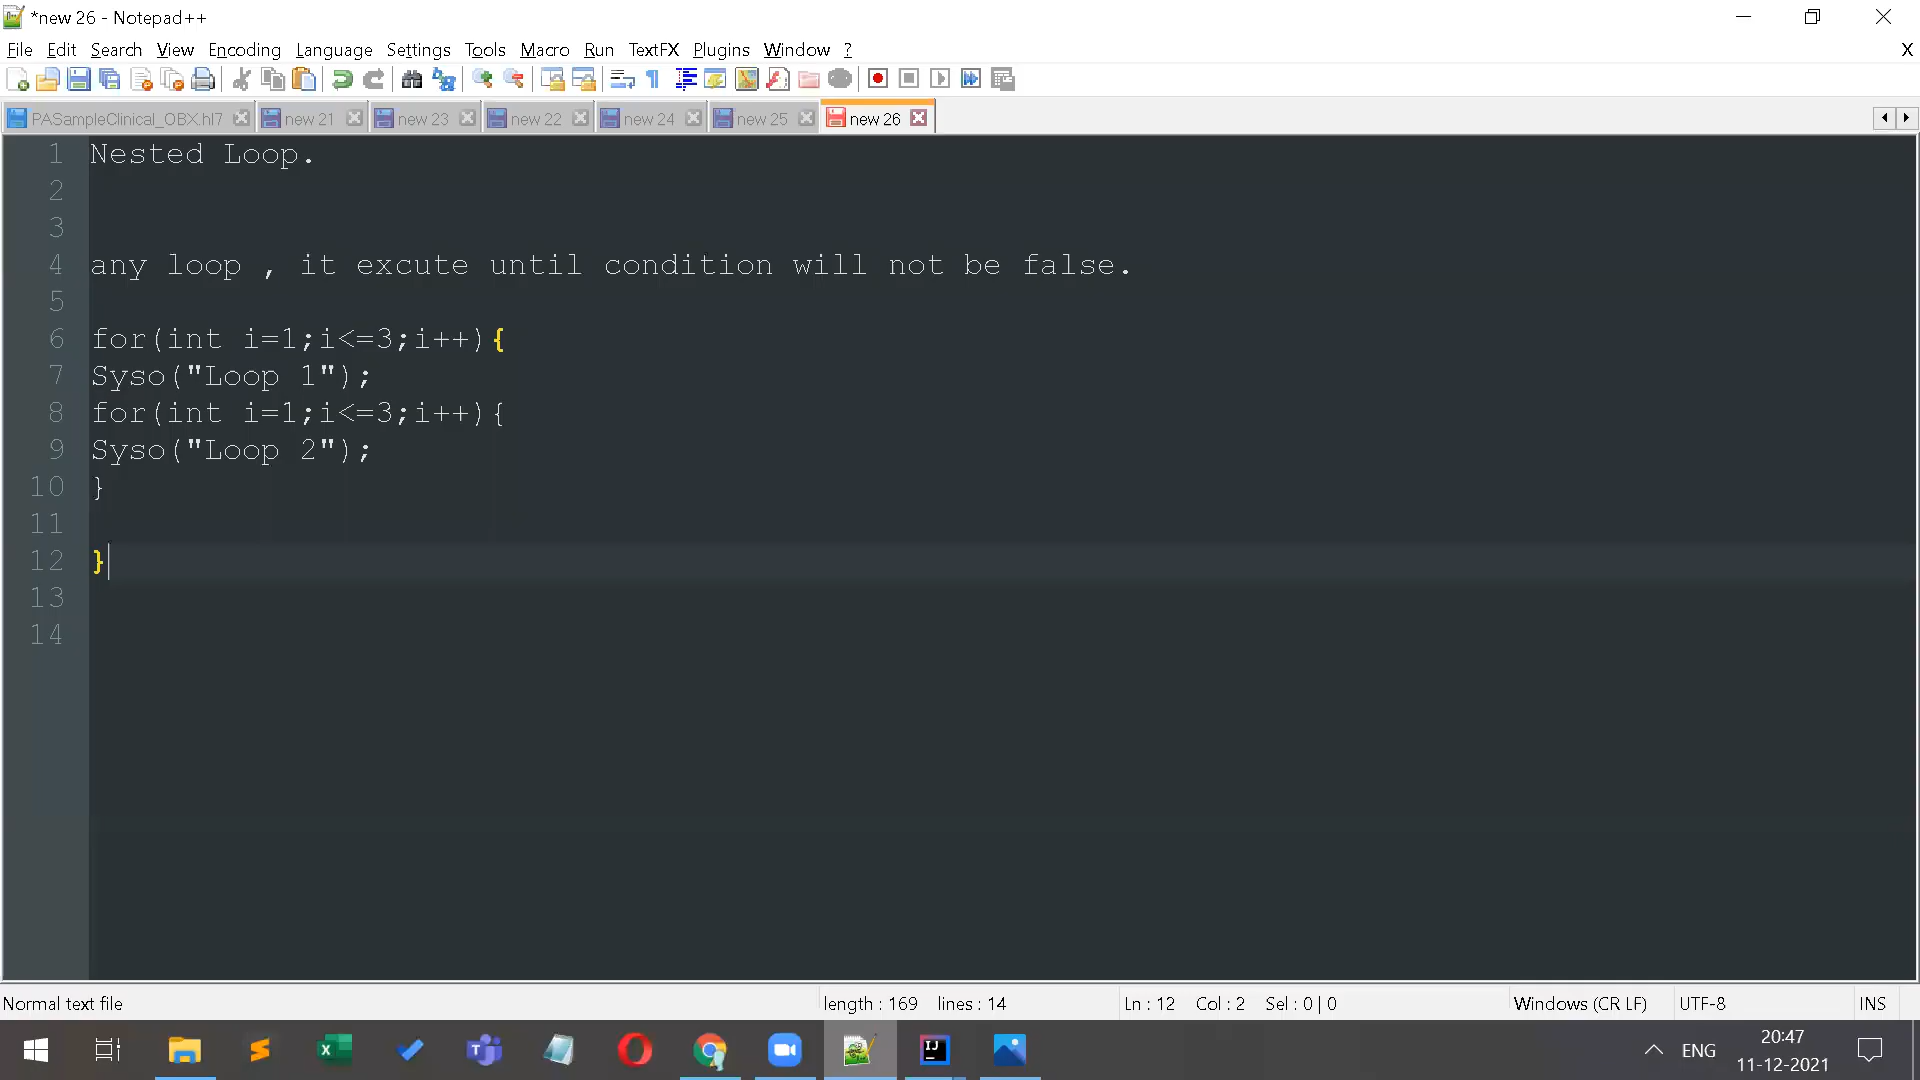 *new 26 - Notepad++
File Edit Search View Encoding Language Settings Tools Macro Run TextFX Plugins Window ? X
PASampleClinical_OBX.hl7 new 21 new 23 new 22 new 24 new 25 new 26
1 Nested Loop.
2
3
4 any loop , it excute until condition will not be false.
5
6 for(int i=1;i<=3;i++){
7 Syso("Loop 1");
8 for(int i=1;i<=3;i++){
9 Syso("Loop 2");
10 }
11
12 }
13
14
Normal text file length : 169 lines : 14 Ln : 12 Col : 2 Sel : 0 | 0 Windows (CR LF) UTF-8 INS
ENG 20:47
11-12-2021